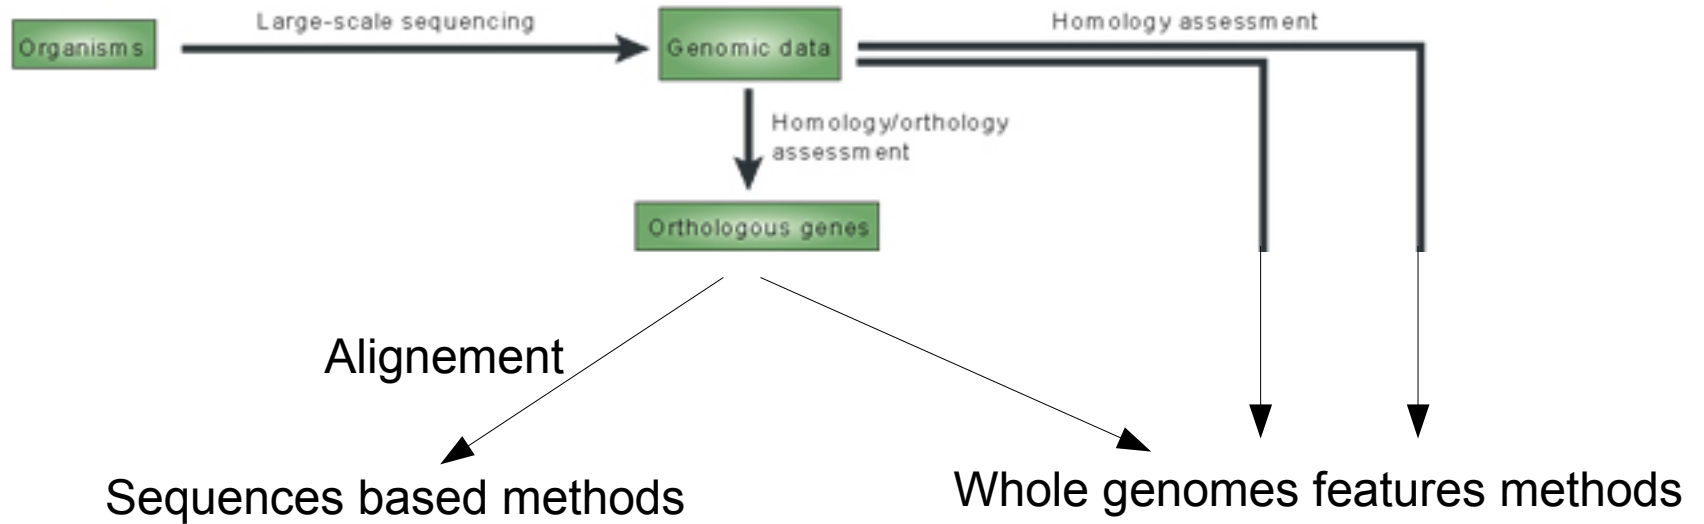 Large-scale sequencing
Homology assessment
Organisms
Genomic data
Homology/orthology
assessment
Orthologous genes
Alignement
Sequences based methods
Whole genomes features methods